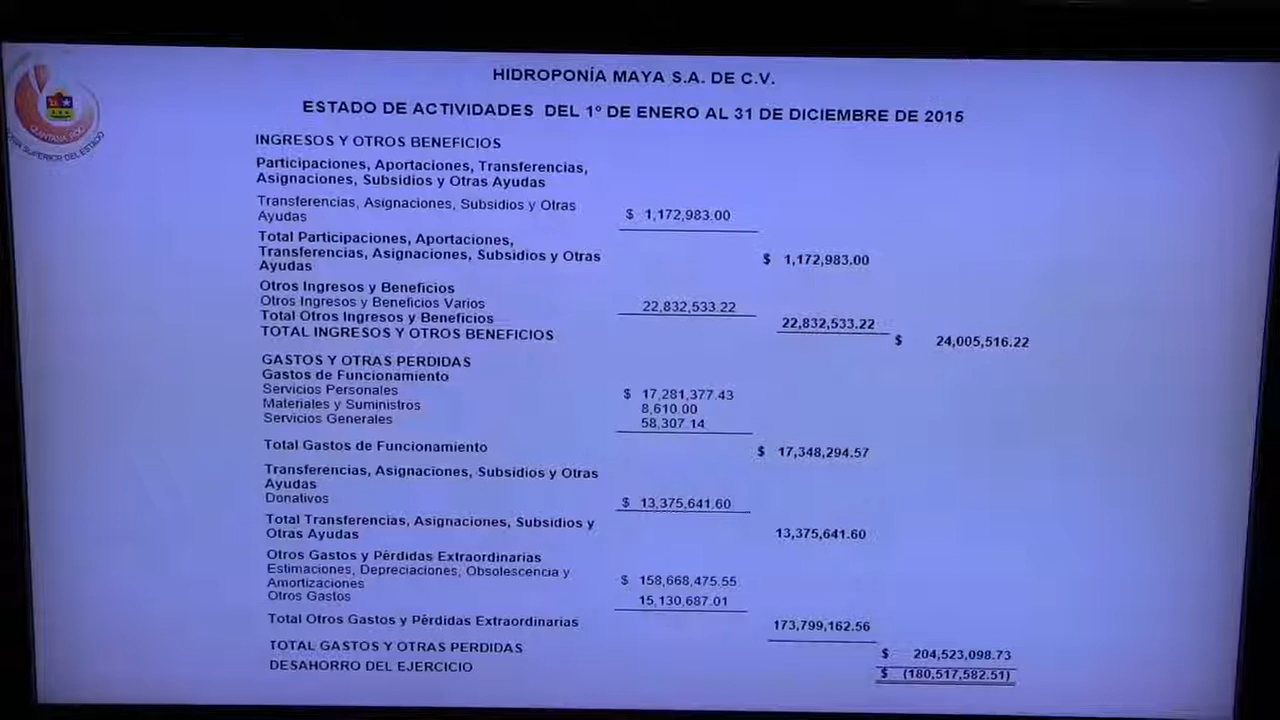 HIDROPONÍA MAYA S.A. DE C.V.
ESTADO DE ACTIVIDADES DEL 1º DE ENERO AL 31 DE DICIEMBRE DE 2015
INGRESOS Y OTROS BENEFICIOS
Participaciones, Aportaciones, Transferencias,
Asignaciones, Subsidios y Otras Ayudas
Transferencias, Asignaciones, Subsidios y Otras
Ayudas $ 1,172,983.00
Total Participaciones, Aportaciones,
Transferencias, Asignaciones, Subsidios y Otras
Ayudas $ 1,172,983.00
Otros Ingresos y Beneficios
Otros Ingresos y Beneficios Varios 22,832,533.22
Total Otros Ingresos y Beneficios 22,832,533.22
TOTAL INGRESOS Y OTROS BENEFICIOS $ 24,005,516.22
GASTOS Y OTRAS PERDIDAS
Gastos de Funcionamiento
Servicios Personales $ 17,281,377.43
Materiales y Suministros 8,610.00
Servicios Generales 58,307.14
Total Gastos de Funcionamiento $ 17,348,294.57
Transferencias, Asignaciones, Subsidios y Otras
Ayudas
Donativos $ 13,375,641.60
Total Transferencias, Asignaciones, Subsidios y
Otras Ayudas 13,375,641.60
Otros Gastos y Pérdidas Extraordinarias
Estimaciones, Depreciaciones, Obsolescencia y
Amortizaciones $ 158,668,475.55
Otros Gastos 15,130,687.01
Total Otros Gastos y Pérdidas Extraordinarias 173,799,162.56
TOTAL GASTOS Y OTRAS PERDIDAS $ 204,523,098.73
DESAHORRO DEL EJERCICIO $ (180,517,582.51)
QUINTANA ROO
SUPERIOR DEL ESTADO